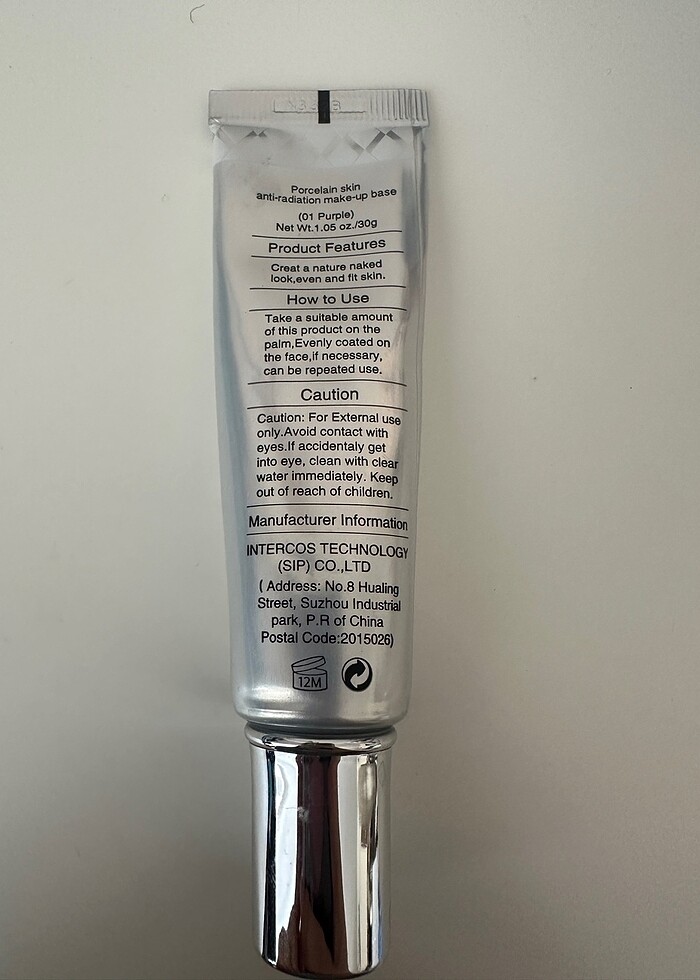 Porcelain skin
anti-radiation make-up base
(01 Purple)
Net Wt.1.05 oz./30g
Product Features
Creat a nature naked
look,even and fit skin.
How to Use
Take a suitable amount
of this product on the
palm,Evenly coated on
the face,if necessary,
can be repeated use.
Caution
Caution: For External use
only.Avoid contact with
eyes.If accidentaly get
into eye, clean with clear
water immediately. Keep
out of reach of children.
Manufacturer Information
INTERCOS TECHNOLOGY
(SIP) CO.,LTD
( Address: No.8 Hualing
Street, Suzhou Industrial
park, P.R of China
Postal Code:2015026)
12M